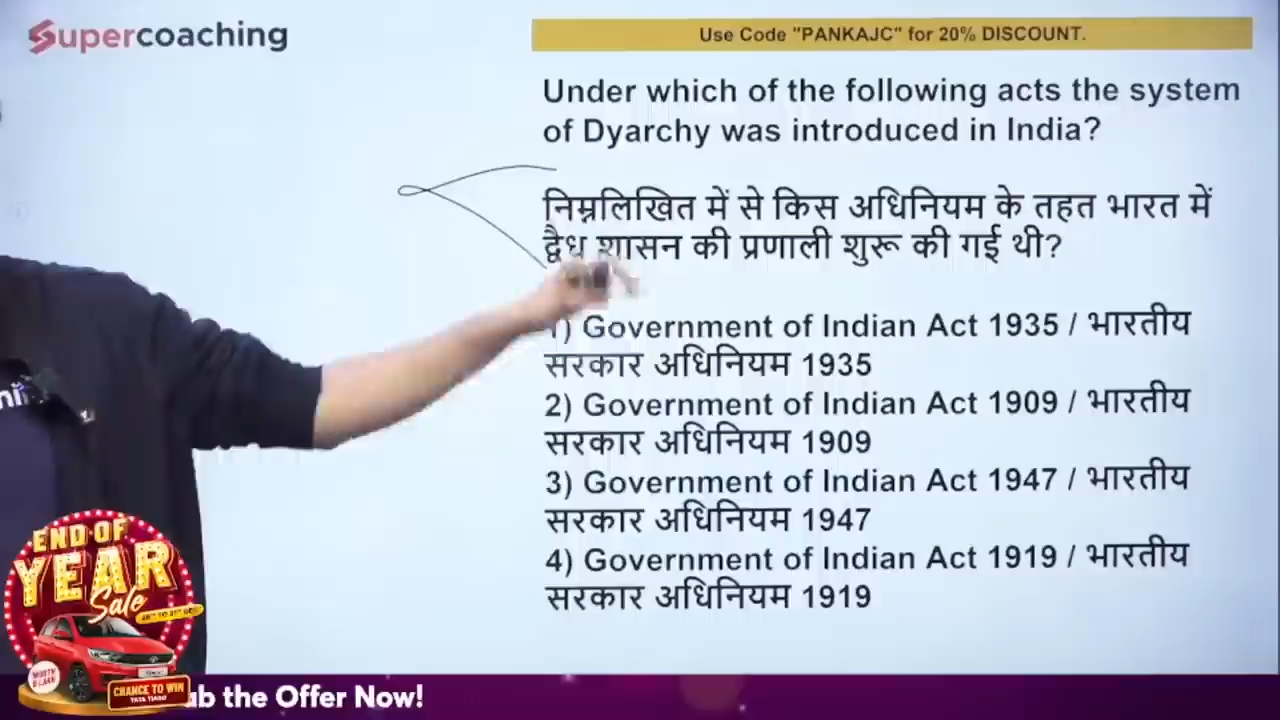 Supercoaching
Use Code "PANKAJC" for 20% DISCOUNT.
Under which of the following acts the system
of Dyarchy was introduced in India?
निम्नलिखित में से किस अधिनियम के तहत भारत में
द्वैध शासन की प्रणाली शुरू की गई थी?
1) Government of Indian Act 1935 / भारतीय
सरकार अधिनियम 1935
2) Government of Indian Act 1909 / भारतीय
सरकार अधिनियम 1909
3) Government of Indian Act 1947 / भारतीय
सरकार अधिनियम 1947
4) Government of Indian Act 1919 / भारतीय
सरकार अधिनियम 1919
END OF
YEAR
Sale
CHANCE TO WIN
TATA TIAGO
the Offer Now!